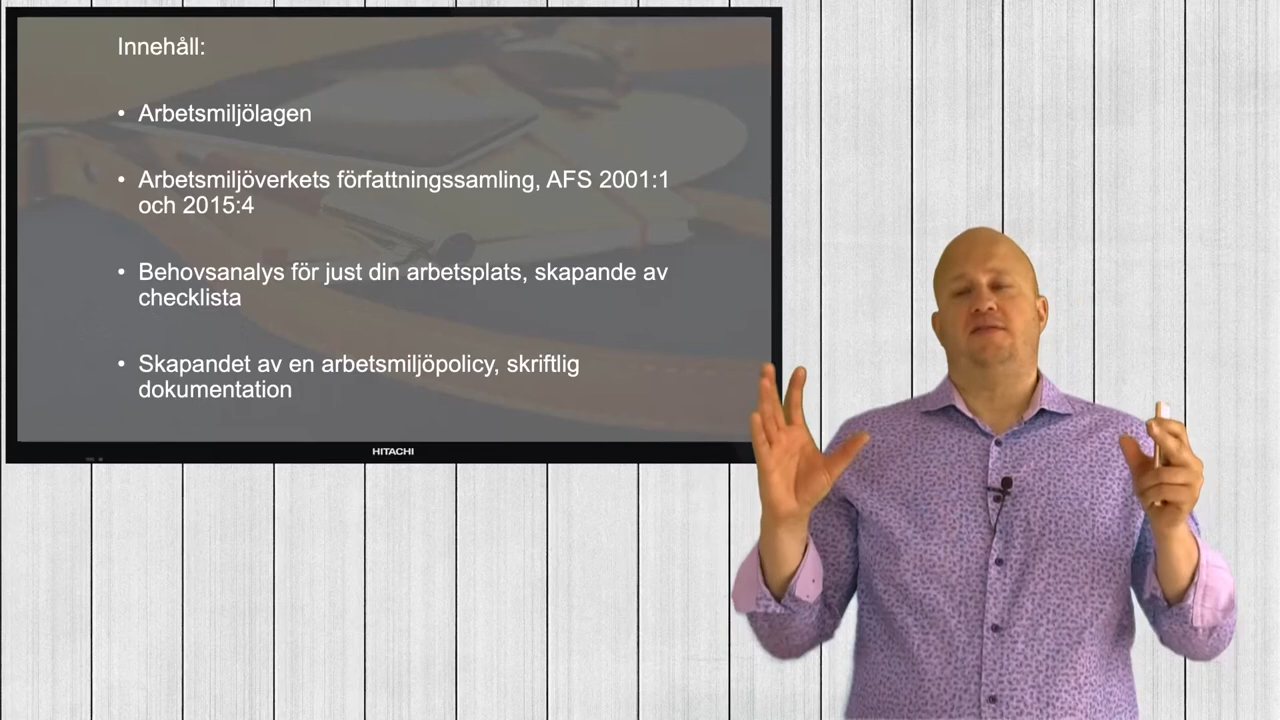 Innehåll:
• Arbetsmiljölagen
• Arbetsmiljöverkets författningssamling, AFS 2001:1
och 2015:4
• Behovsanalys för just din arbetsplats, skapande av
checklista
• Skapandet av en arbetsmiljöpolicy, skriftlig
dokumentation
HITACHI